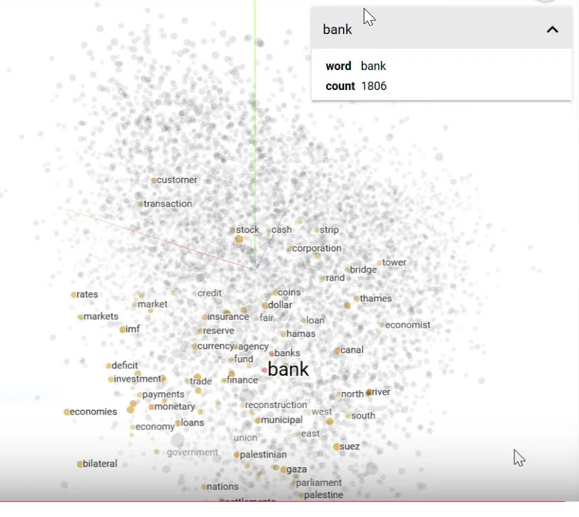 bank
word bank
count 1806
customer
transaction
stock cash strip
corporation
tower
bridge
rand
rates credit coins
market dollar thames
markets insurance fair loan economist
imf reserve hamas
currency agency banks canal
fund
deficit bank
investment trade finance
payments north river
economies monetary reconstruction west south
economy loans municipal
union east
government suez
bilateral palestinian
gaza
nations parliament
settlements palestine